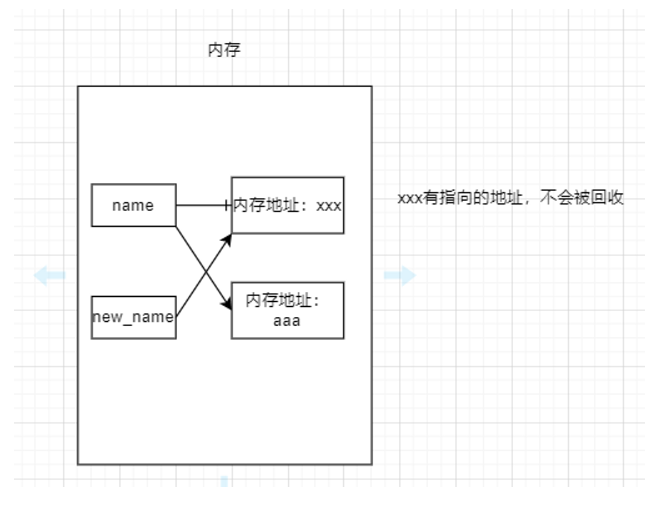 内存
name
内存地址：xxx
xxx有指向的地址，不会被回收
new_name
内存地址：
aaa